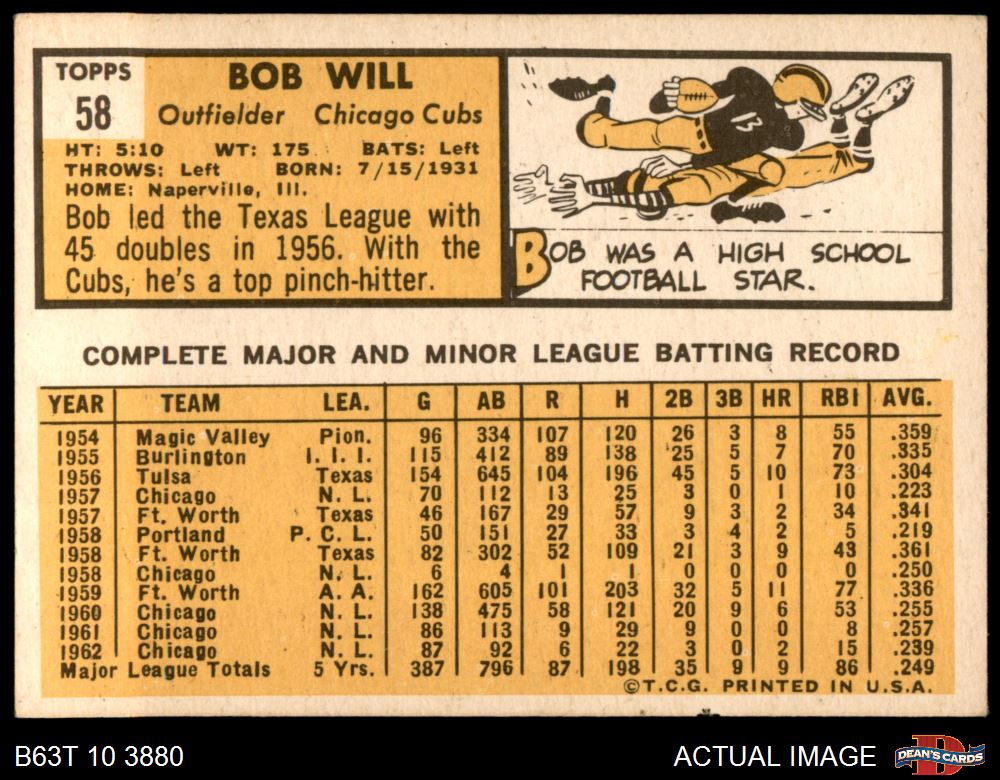 TOPPS
58
BOB WILL
Outfielder Chicago Cubs
HT: 5:10 WT: 175 BATS: Left
THROWS: Left BORN: 7/15/1931
HOME: Naperville, Ill.
Bob led the Texas League with
45 doubles in 1956. With the
Cubs, he's a top pinch-hitter.
13
BOB WAS A HIGH SCHOOL
FOOTBALL STAR.
COMPLETE MAJOR AND MINOR LEAGUE BATTING RECORD
YEAR TEAM LEA. G AB R H 2B 3B HR RBI AVG.
1954 Magic Valley Pion. 96 334 107 120 26 3 8 55 .359
1955 Burlington I. I. I. 115 412 89 138 25 5 7 70 .335
1956 Tulsa Texas 154 645 104 196 45 5 10 73 .304
1957 Chicago N. L. 70 112 13 25 3 0 1 10 .223
1957 Ft. Worth Texas 46 167 29 57 9 3 2 34 .341
1958 Portland P. C. L. 50 151 27 33 3 4 2 5 .219
1958 Ft. Worth Texas 82 302 52 109 21 3 9 43 .361
1958 Chicago N. L. 6 4 1 1 0 0 0 0 .250
1959 Ft. Worth A. A. 162 605 101 203 32 5 11 77 .336
1960 Chicago N. L. 138 475 58 121 20 9 6 53 .255
1961 Chicago N. L. 86 113 9 29 9 0 0 8 .257
1962 Chicago N. L. 87 92 6 22 3 0 2 15 .239
Major League Totals 5 Yrs. 387 796 87 198 35 9 9 86 .249
©T.C.G. PRINTED IN U.S.A.
B63T 10 3880
ACTUAL IMAGE
DEAN'S CARDS